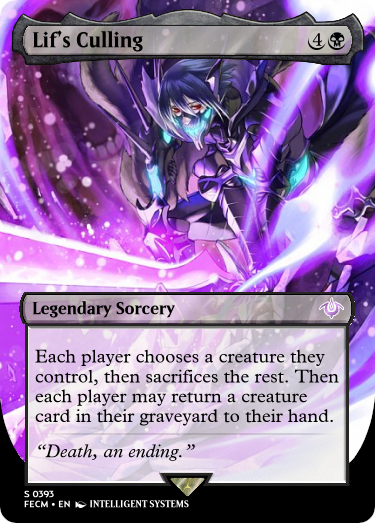 Lif's Culling 4
Legendary Sorcery
Each player chooses a creature they
control, then sacrifices the rest. Then
each player may return a creature
card in their graveyard to their hand.
“Death, an ending.”
S 0393
FECM • EN INTELLIGENT SYSTEMS